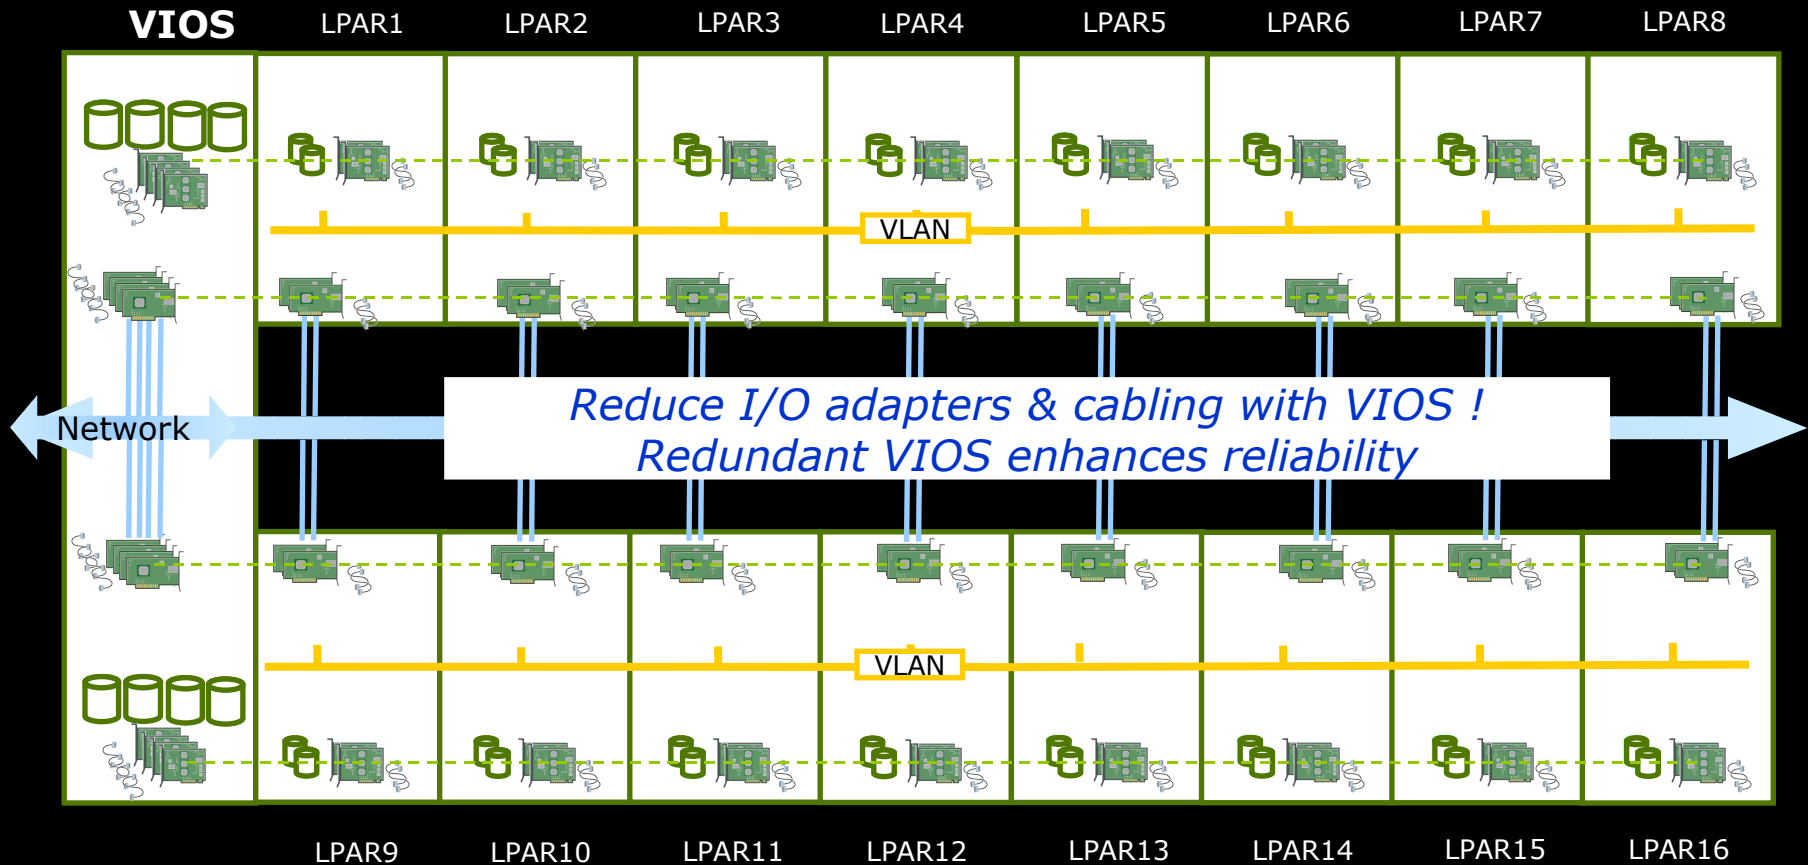 VIOS
LPAR1
LPAR2
LPAR3
LPAR4
LPAR5
LPAR6
LPAR7
LPAR8
VLAN
Reduce I/O adapters & cabling with VIOS !
Network
Redundant VIOS enhances reliability
VLAN
LPAR9
LPAR10
LPAR11
LPAR12
LPAR13
LPAR14
LPAR15
LPAR16